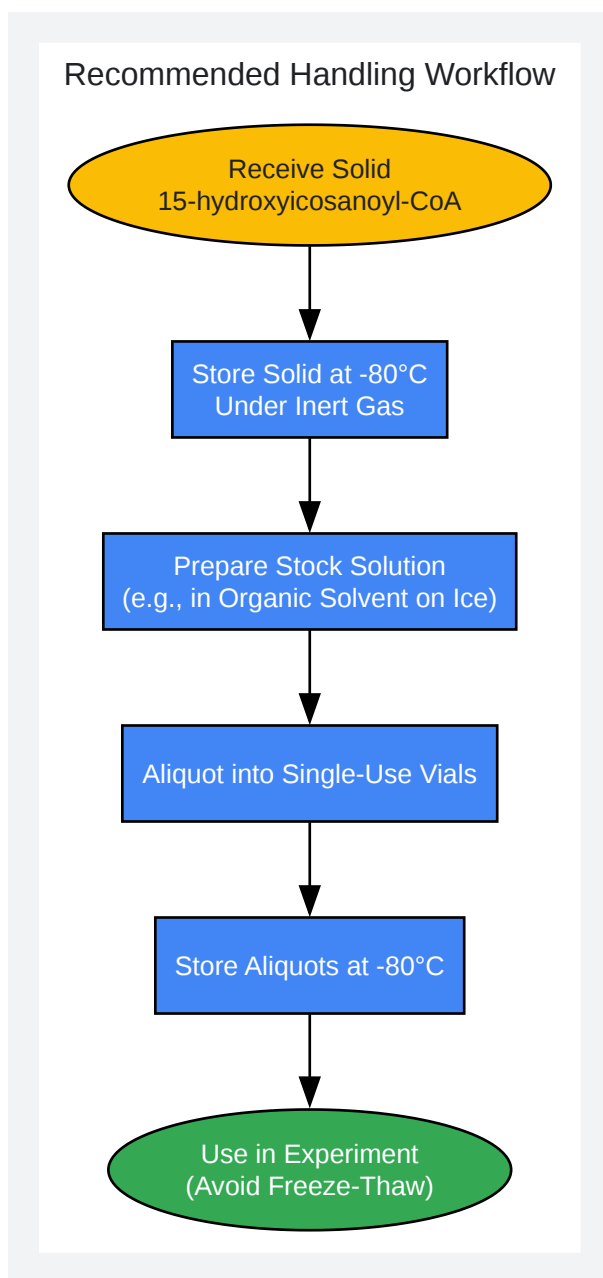 Recommended Handling Workflow
Receive Solid
15-hydroxyicosanoyl-CoA
Store Solid at -80°C
Under Inert Gas
Prepare Stock Solution
(e.g., in Organic Solvent on Ice)
Aliquot into Single-Use Vials
Store Aliquots at -80°C
Use in Experiment
(Avoid Freeze-Thaw)